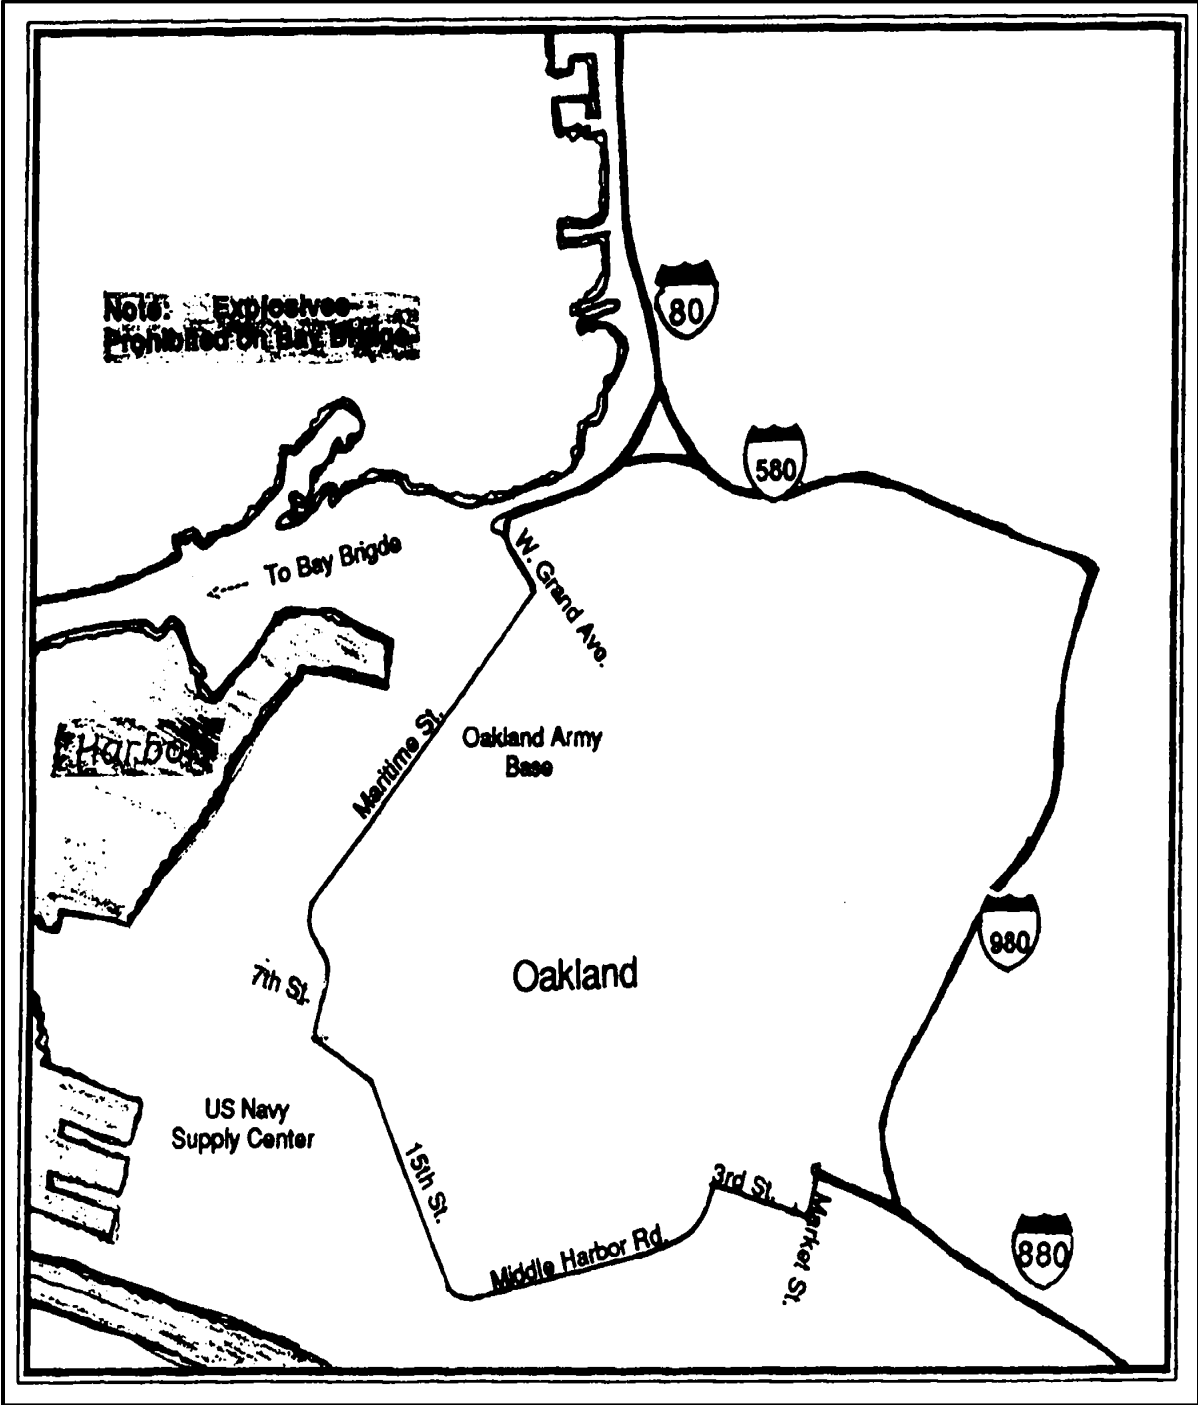 80
Note: Explosives
Prohibited on Bay Bridge
580
To Bay Brigde
W. Grand Ave.
Maritime St.
Oakland Army
Base
Harbor
980
7th St.
Oakland
US Navy
Supply Center
15th St.
3rd St.
Market St.
Middle Harbor Rd.
880